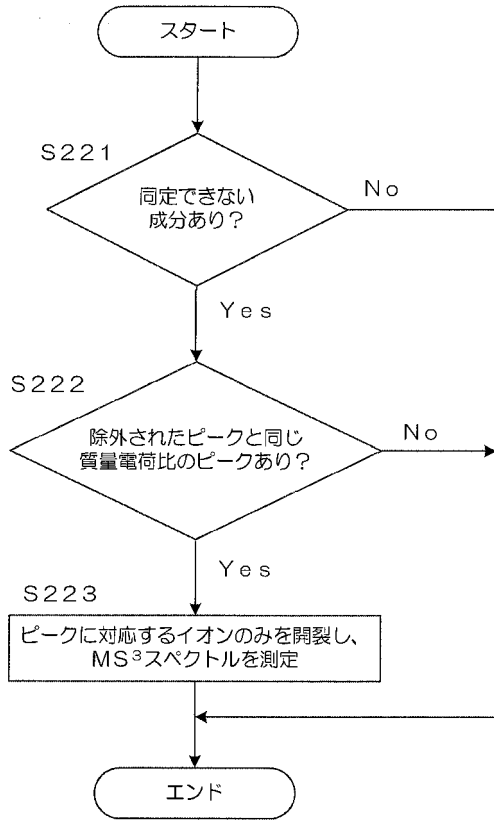 スタート
S221
同定できない
成分あり？
No
Yes
S222
除外されたピークと同じ
質量電荷比のピークあり？
No
Yes
S223
ピークに対応するイオンのみを開裂し、
MS³スペクトルを測定
エンド